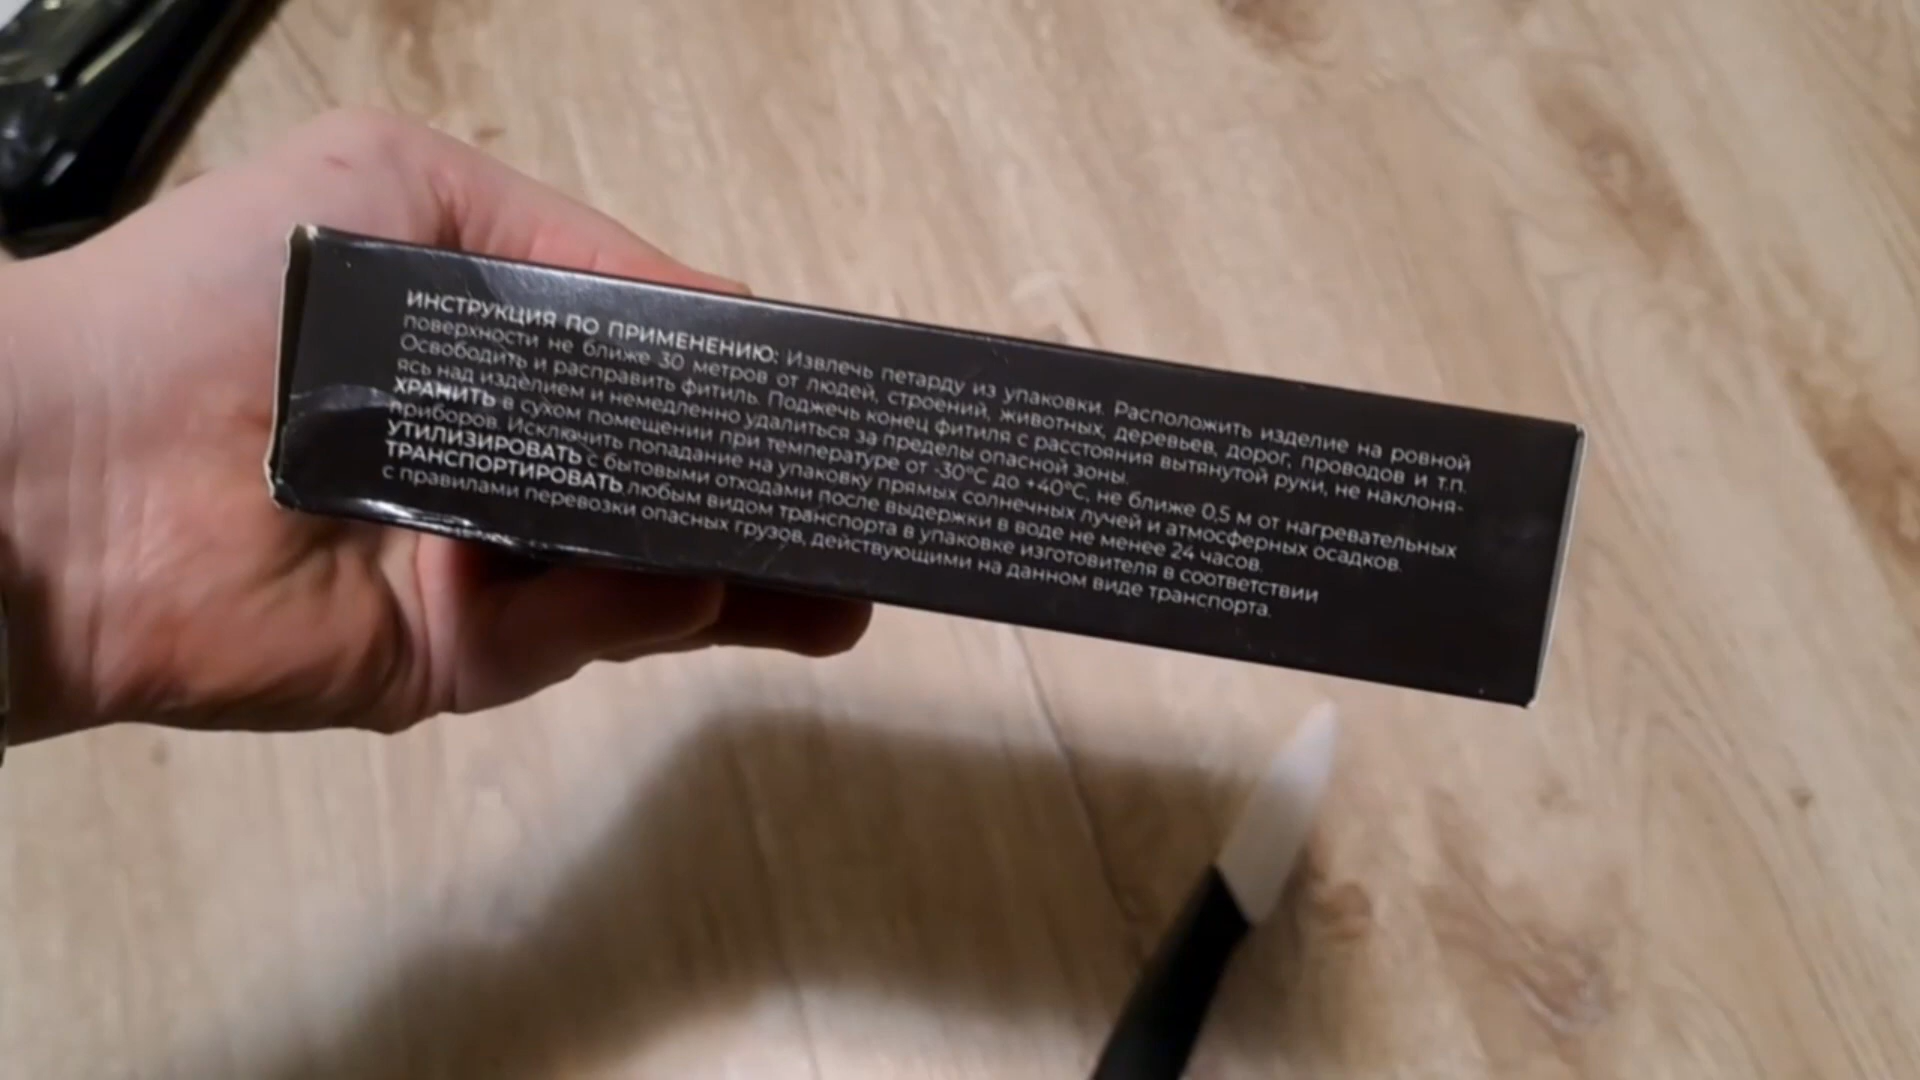 ИНСТРУКЦИЯ ПО ПРИМЕНЕНИЮ: Извлечь петарду из упаковки. Расположить изделие на ровной
поверхности не ближе 30 метров от людей, строений, животных, деревьев, дорог, проводов и т.п.
Освободить и расправить фитиль. Поджечь конец фитиля с расстояния вытянутой руки, не наклоня-
ясь над изделием и немедленно удалиться за пределы опасной зоны.
ХРАНИТЬ в сухом помещении при температуре от -30°С до +40°С, не ближе 0,5 м от нагревательных
приборов. Исключить попадание на упаковку прямых солнечных лучей и атмосферных осадков.
УТИЛИЗИРОВАТЬ с бытовыми отходами после выдержки в воде не менее 24 часов.
ТРАНСПОРТИРОВАТЬ любым видом транспорта в упаковке изготовителя в соответствии
с правилами перевозки опасных грузов, действующими на данном виде транспорта.